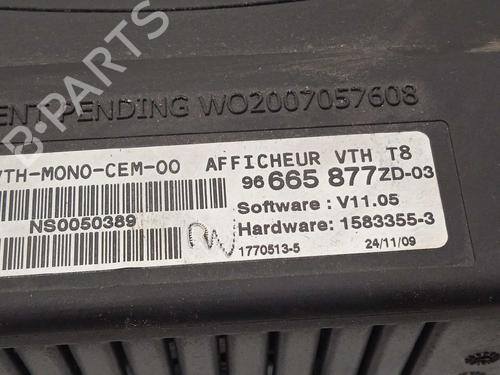 B-PARTS
ENT PENDING WO2007057608
VTH-MONO-CEM-00 AFFICHEUR VTH T8
96 665 877ZD-03
Software : V11.05
NS0050389
Hardware: 1583355-3
1770513-5 24/11/09